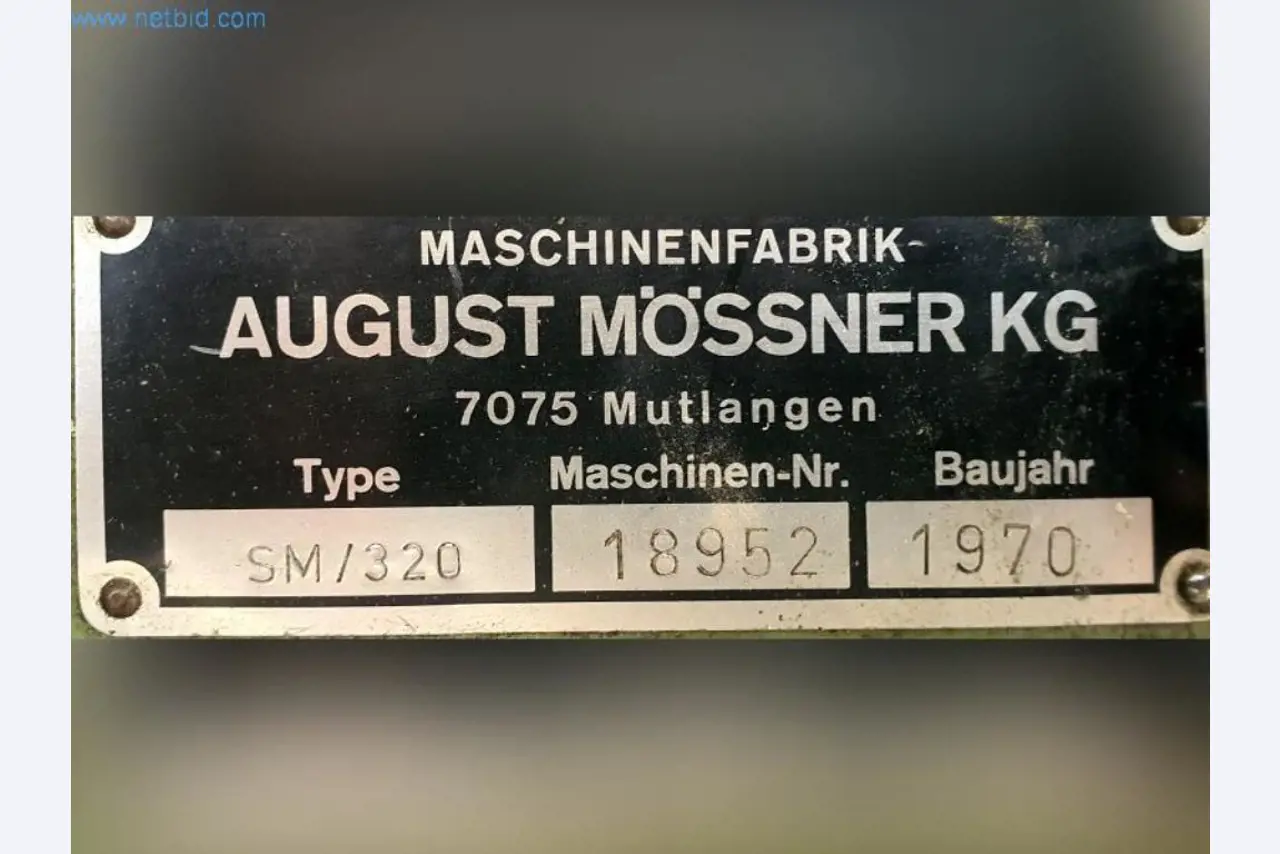 www.netbid.com
MASCHINENFABRIK
AUGUST MÖSSNER KG
7075 Mutlangen
Type Maschinen-Nr. Baujahr
SM/320 18952 1970